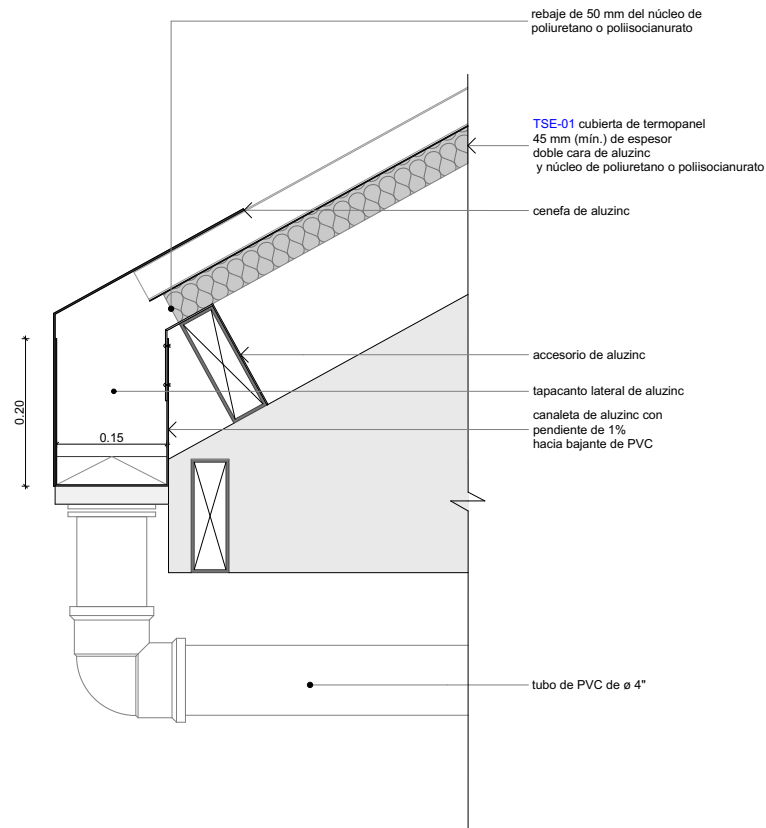 rebaje de 50 mm del núcleo de
poliuretano o poliisocianurato
TSE-01 cubierta de termopanel
45 mm (mín.) de espesor
doble cara de aluzinc
y núcleo de poliuretano o poliisocianurato
cenefa de aluzinc
accesorio de aluzinc
tapacanto lateral de aluzinc
canaleta de aluzinc con
pendiente de 1%
hacia bajante de PVC
0.20
0.15
tubo de PVC de ø 4"